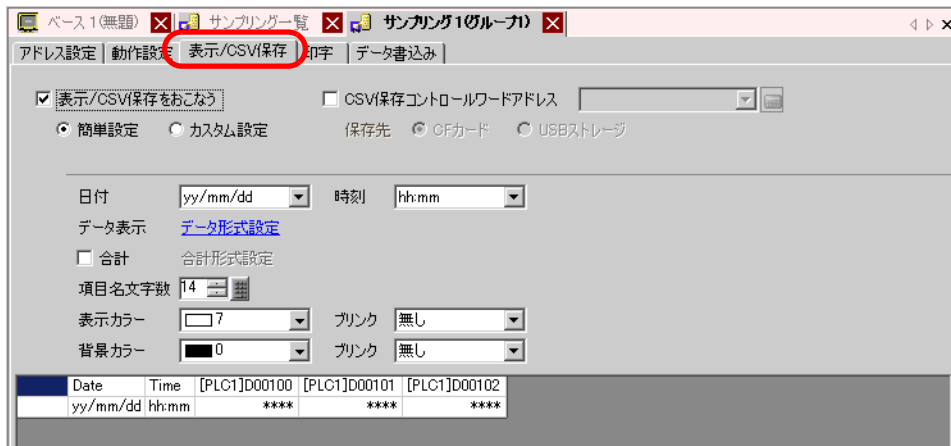 ベース1(無題) サンプリング一覧 サンプリング1(グループ1)
アドレス設定 動作設定 表示/CSV保存 印字 データ書込み
表示/CSV保存をおこなう CSV保存コントロールワードアドレス
簡単設定 カスタム設定 保存先 CFカード USBストレージ
日付 yy/mm/dd 時刻 hh:mm
データ表示 データ形式設定
合計 合計形式設定
項目名文字数 14
表示カラー 7 ブリンク 無し
背景カラー 0 ブリンク 無し
Date Time [PLC1]D00100 [PLC1]D00101 [PLC1]D00102
yy/mm/dd hh:mm **** **** ****